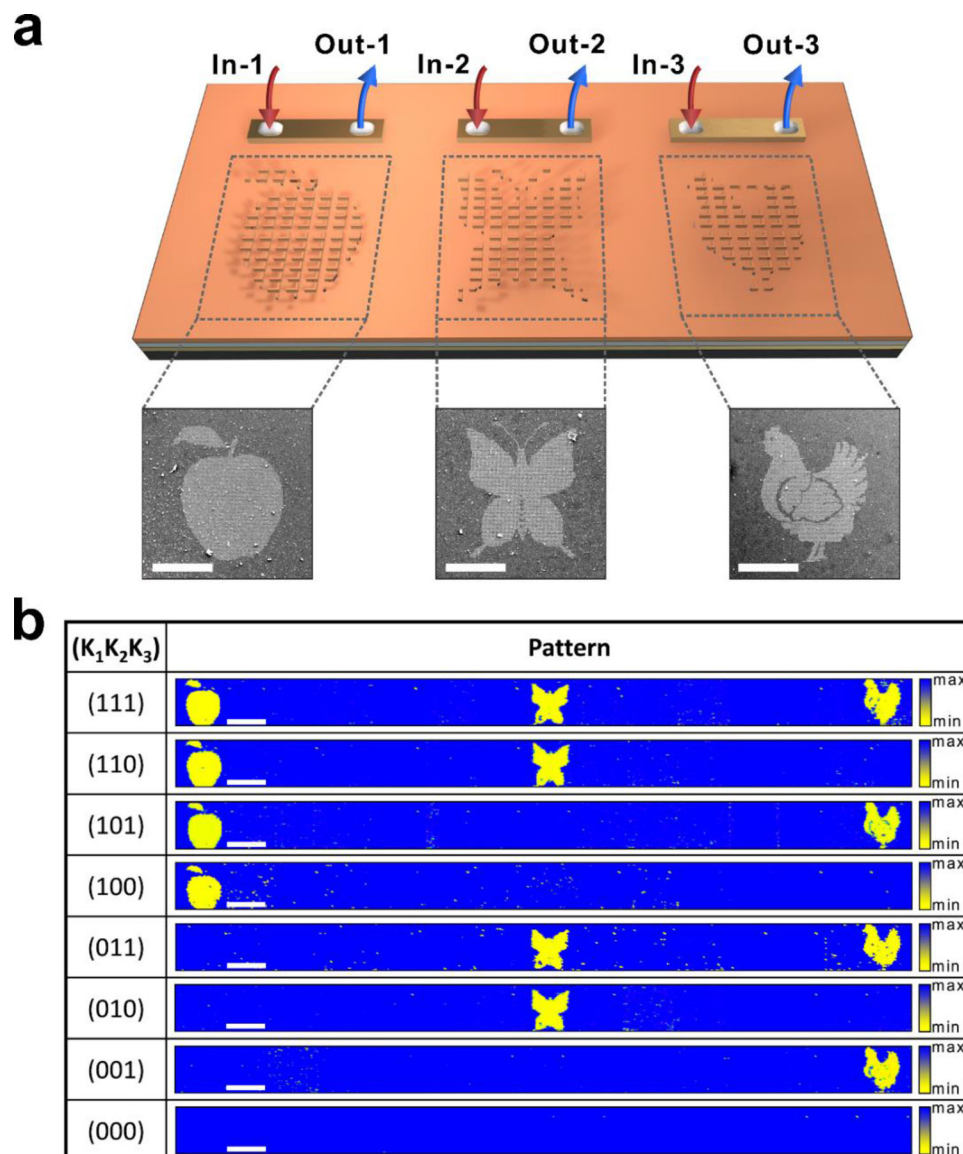 a
In-1 Out-1 In-2 Out-2 In-3 Out-3
b
(K₁K₂K₃) Pattern
(111) max
min
(110) max
min
(101) max
min
(100) max
min
(011) max
min
(010) max
min
(001) max
min
(000) max
min